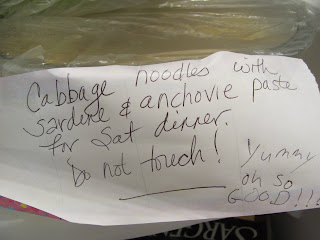 Cabbage noodles with
sardine & anchovie paste
for Sat dinner.
Do not touch!
Yummy
oh so
GOOD!!!